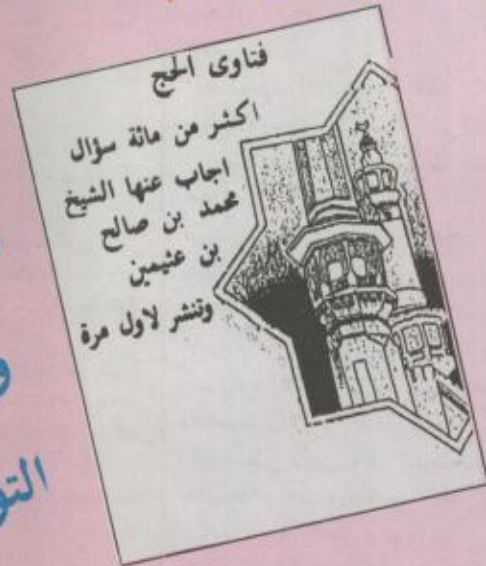 فتاوى الحج
اكثر من مائة سؤال
اجاب عنها الشيخ
محمد بن صالح
بن عثيمين
وتنشر لاول مرة